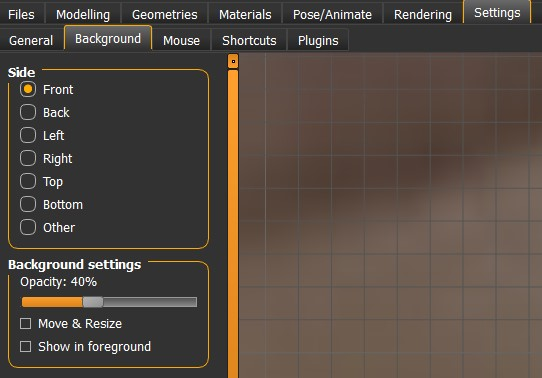 Files Modelling Geometries Materials Pose/Animate Rendering Settings
General Background Mouse Shortcuts Plugins
Side
Front
Back
Left
Right
Top
Bottom
Other
Background settings
Opacity: 40%
Move & Resize
Show in foreground